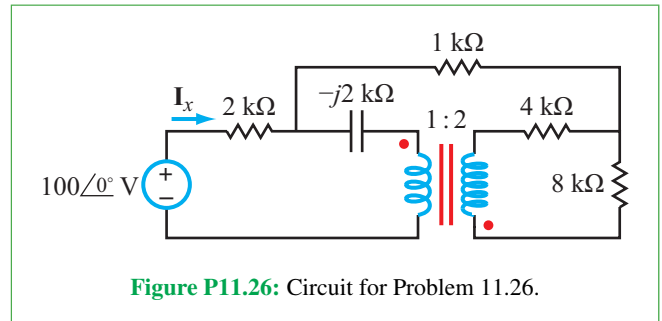 1 kΩ
I_x
2 kΩ
−j2 kΩ
1 : 2
4 kΩ
100∠0° V
+
−
8 kΩ
Figure P11.26: Circuit for Problem 11.26.